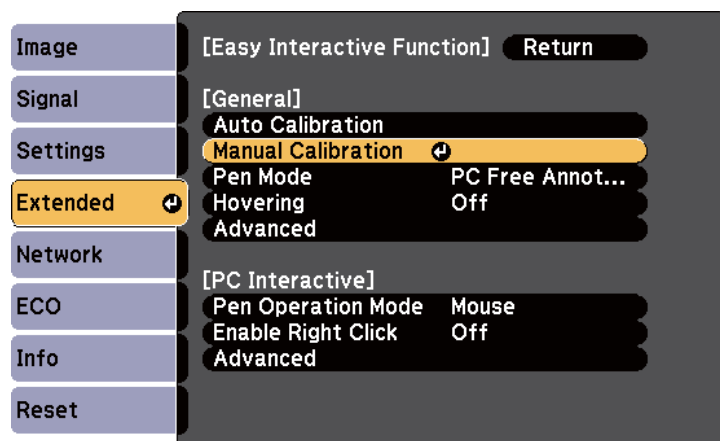 Image
Signal
Settings
Extended
Network
ECO
Info
Reset
[Easy Interactive Function] Return
[General]
Auto Calibration
Manual Calibration
Pen Mode PC Free Annot...
Hovering Off
Advanced
[PC Interactive]
Pen Operation Mode Mouse
Enable Right Click Off
Advanced